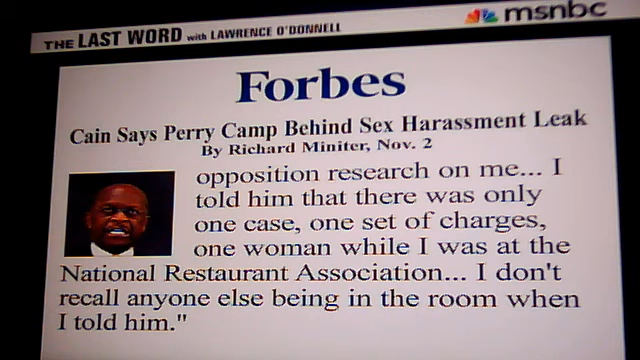 THE LAST WORD with LAWRENCE O'DONNELL
msnbc
Forbes
Cain Says Perry Camp Behind Sex Harassment Leak
By Richard Miniter, Nov. 2
opposition research on me... I
told him that there was only
one case, one set of charges,
one woman while I was at the
National Restaurant Association... I don't
recall anyone else being in the room when
I told him."